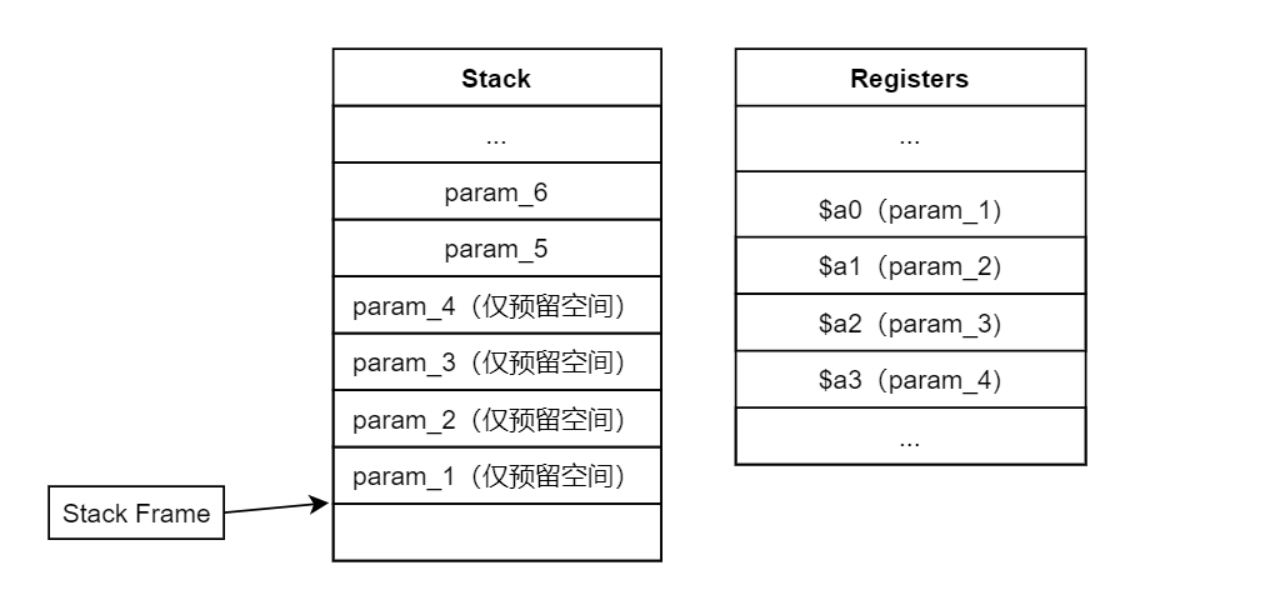 Stack
...
param_6
param_5
param_4（仅预留空间）
param_3（仅预留空间）
param_2（仅预留空间）
param_1（仅预留空间）
Stack Frame
Registers
...
$a0（param_1)
$a1（param_2)
$a2（param_3)
$a3（param_4)
...